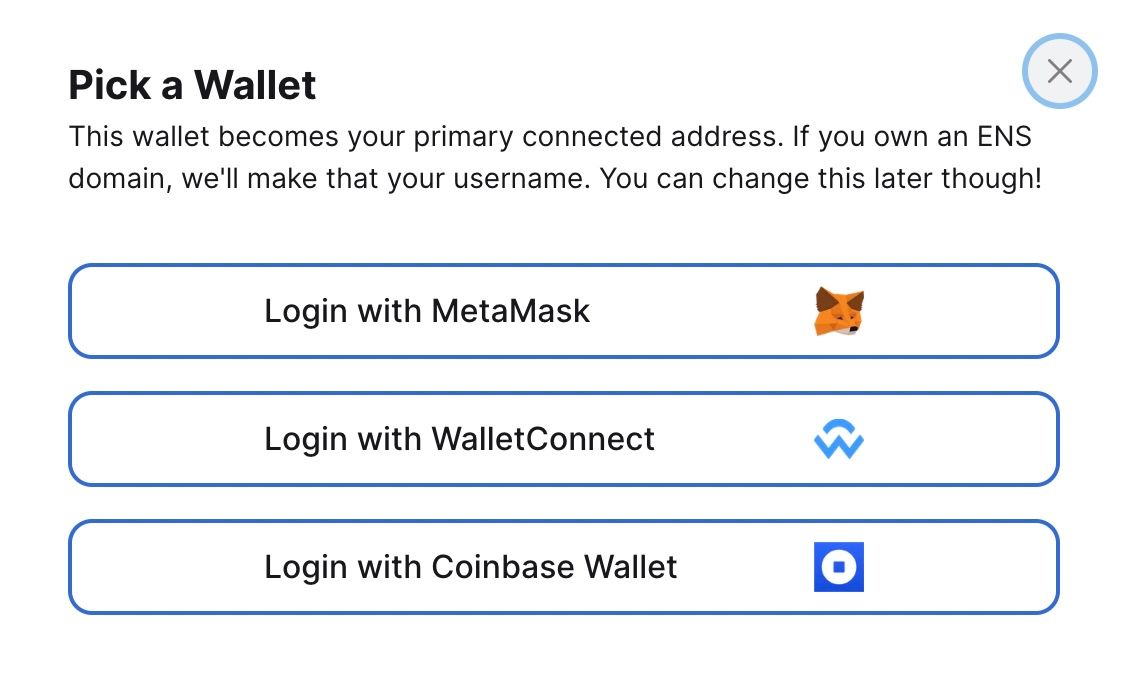 Pick a Wallet
This wallet becomes your primary connected address. If you own an ENS
domain, we'll make that your username. You can change this later though!
Login with MetaMask
Login with WalletConnect
Login with Coinbase Wallet